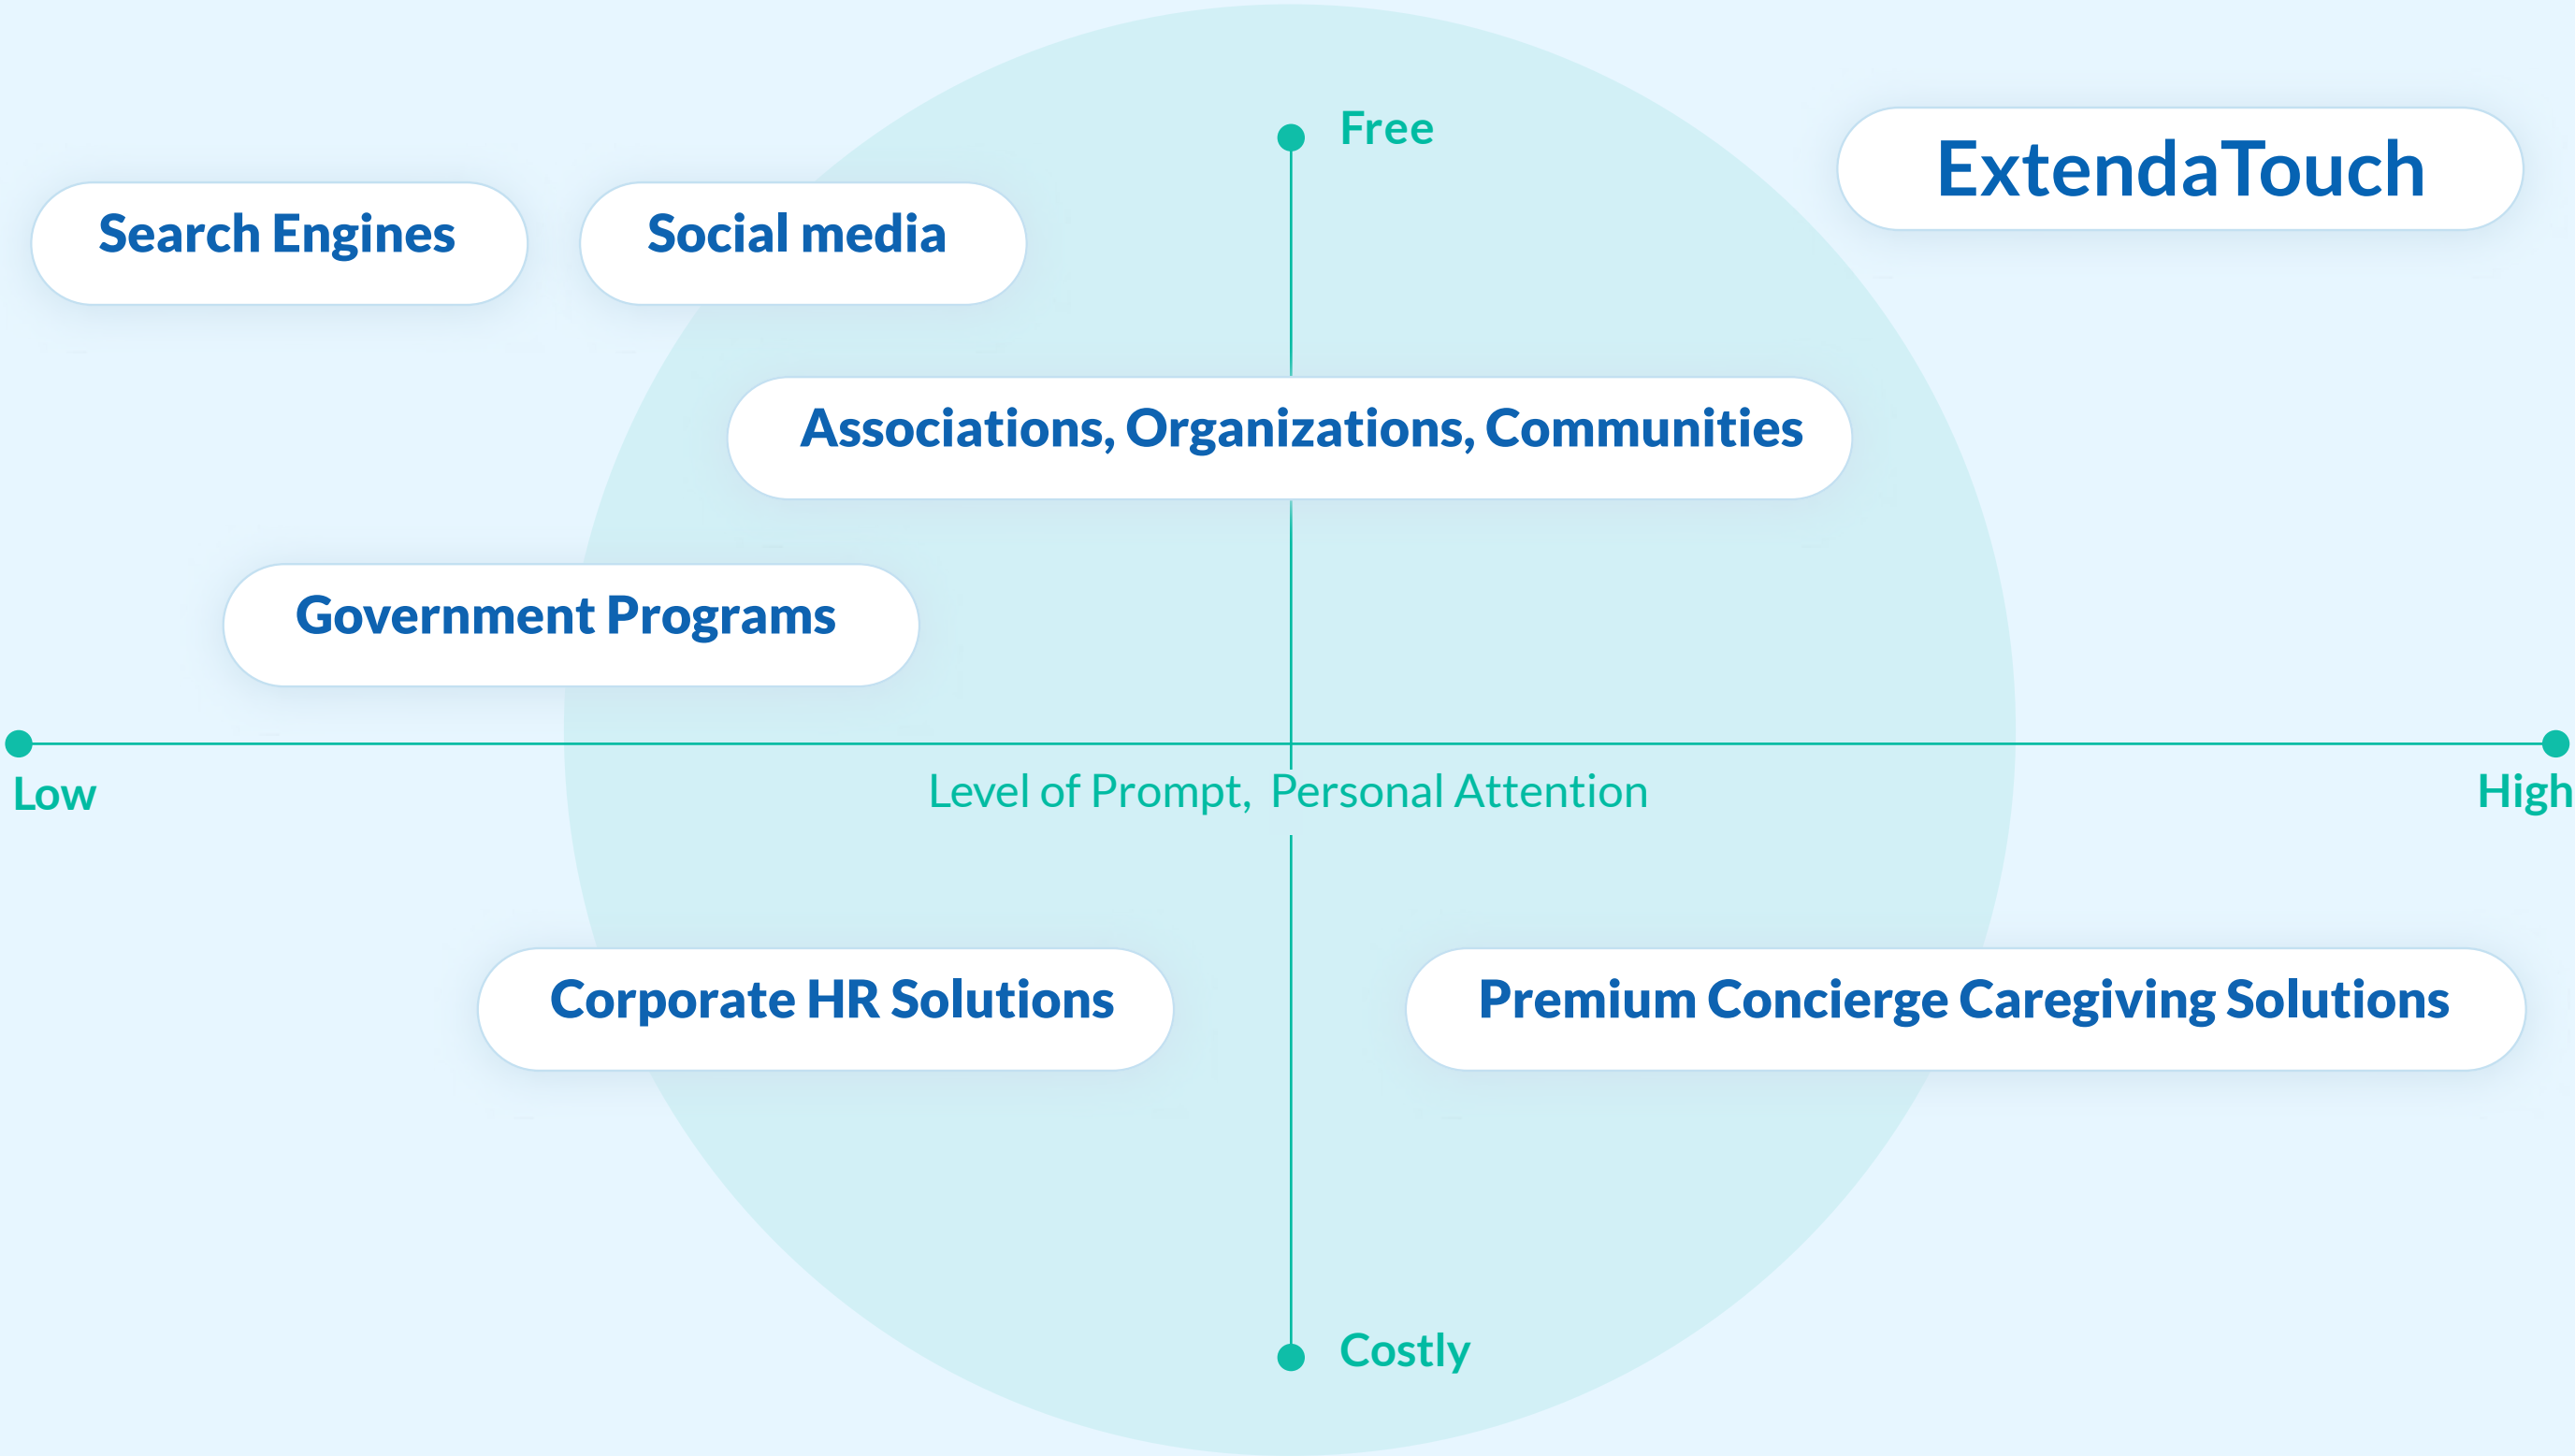 Free
ExtendaTouch
Search Engines
Social media
Associations, Organizations, Communities
Government Programs
Low
Level of Prompt, Personal Attention
High
Corporate HR Solutions
Premium Concierge Caregiving Solutions
Costly